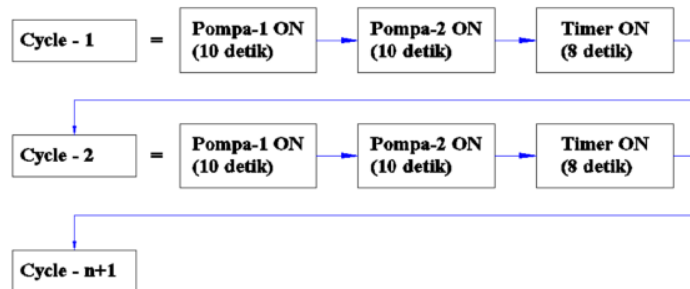 Cycle - 1 = Pompa-1 ON Pompa-2 ON Timer ON
(10 detik) (10 detik) (8 detik)
Cycle - 2 = Pompa-1 ON Pompa-2 ON Timer ON
(10 detik) (10 detik) (8 detik)
Cycle - n+1